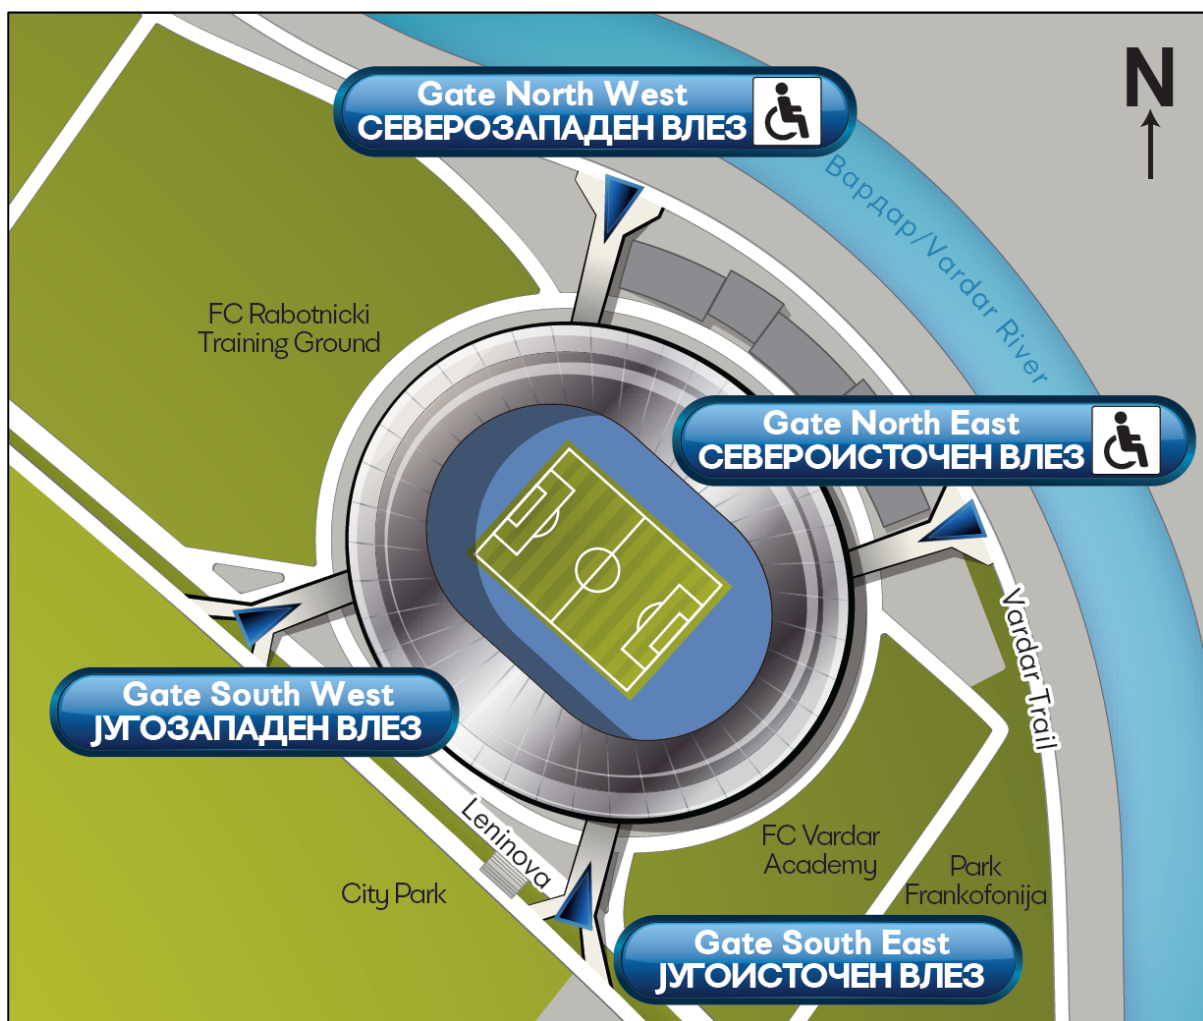 N
Gate North West
СЕВЕРОЗАПАДЕН ВЛЕЗ
Вардар/Vardar River
FC Rabotnicki
Training Ground
Gate North East
СЕВЕРОИСТОЧЕН ВЛЕЗ
Vardar Trail
Gate South West
ЈУГОЗАПАДЕН ВЛЕЗ
Leninova
City Park
FC Vardar
Academy
Park
Frankofonija
Gate South East
ЈУГОИСТОЧЕН ВЛЕЗ